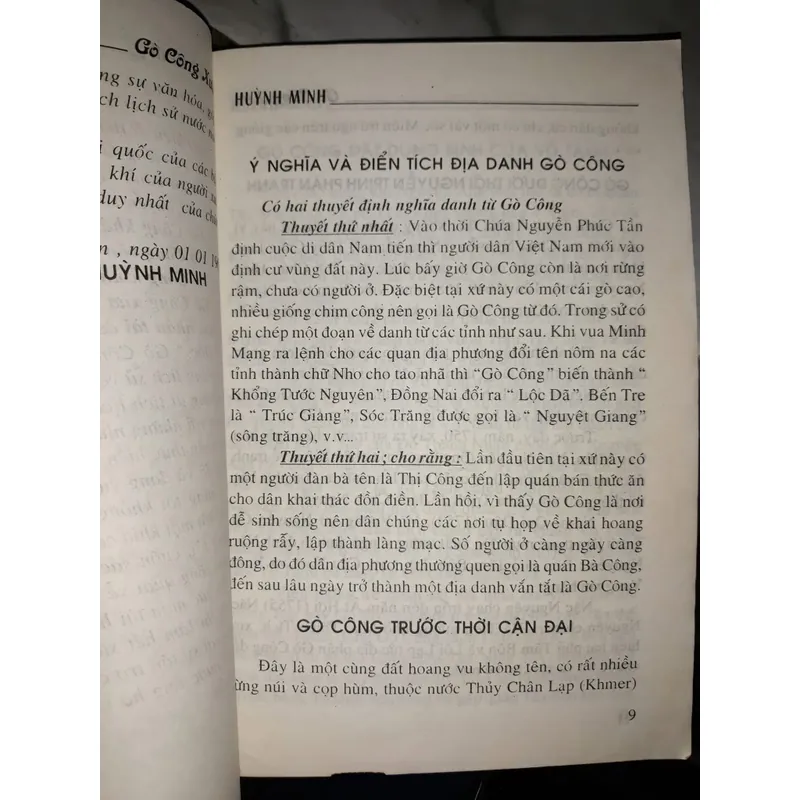 Gò Công Xu
ng sự văn hóa,
ch lịch sử nước
i quốc của các
khí của người
duy nhất của
, ngày 01 01 19
HUỲNH MINH
HUỲNH MINH
Ý NGHĨA VÀ ĐIỂN TÍCH ĐỊA DANH GÒ CÔNG
Có hai thuyết định nghĩa danh từ Gò Công
Thuyết thứ nhất : Vào thời Chúa Nguyễn Phúc Tần
định cuộc di dân Nam tiến thì người dân Việt Nam mới vào
định cư vùng đất này. Lúc bấy giờ Gò Công còn là nơi rừng
rậm, chưa có người ở. Đặc biệt tại xứ này có một cái gò cao,
nhiều giống chim công nên gọi là Gò Công từ đó. Trong sử có
ghi chép một đoạn về danh từ các tỉnh như sau. Khi vua Minh
Mạng ra lệnh cho các quan địa phương đổi tên nôm na các
tỉnh thành chữ Nho cho tao nhã thì “Gò Công” biến thành “
Khổng Tước Nguyên”, Đồng Nai đổi ra “ Lộc Dã”. Bến Tre
là “ Trúc Giang”, Sóc Trăng được gọi là “ Nguyệt Giang”
(sông trăng), v.v...
Thuyết thứ hai ; cho rằng : Lần đầu tiên tại xứ này có
một người đàn bà tên là Thị Công đến lập quán bán thức ăn
cho dân khai thác đồn điền. Lần hồi, vì thấy Gò Công là nơi
dễ sinh sống nên dân chúng các nơi tụ họp về khai hoang
ruộng rẫy, lập thành làng mạc. Số người ở càng ngày càng
đông, do đó dân địa phương thường quen gọi là quán Bà Công,
đến sau lâu ngày trở thành một địa danh vắn tắt là Gò Công.
GÒ CÔNG TRƯỚC THỜI CẬN ĐẠI
Đây là một cùng đất hoang vu không tên, có rất nhiều
ừng núi và cọp hùm, thuộc nước Thủy Chân Lạp (Khmer)
9